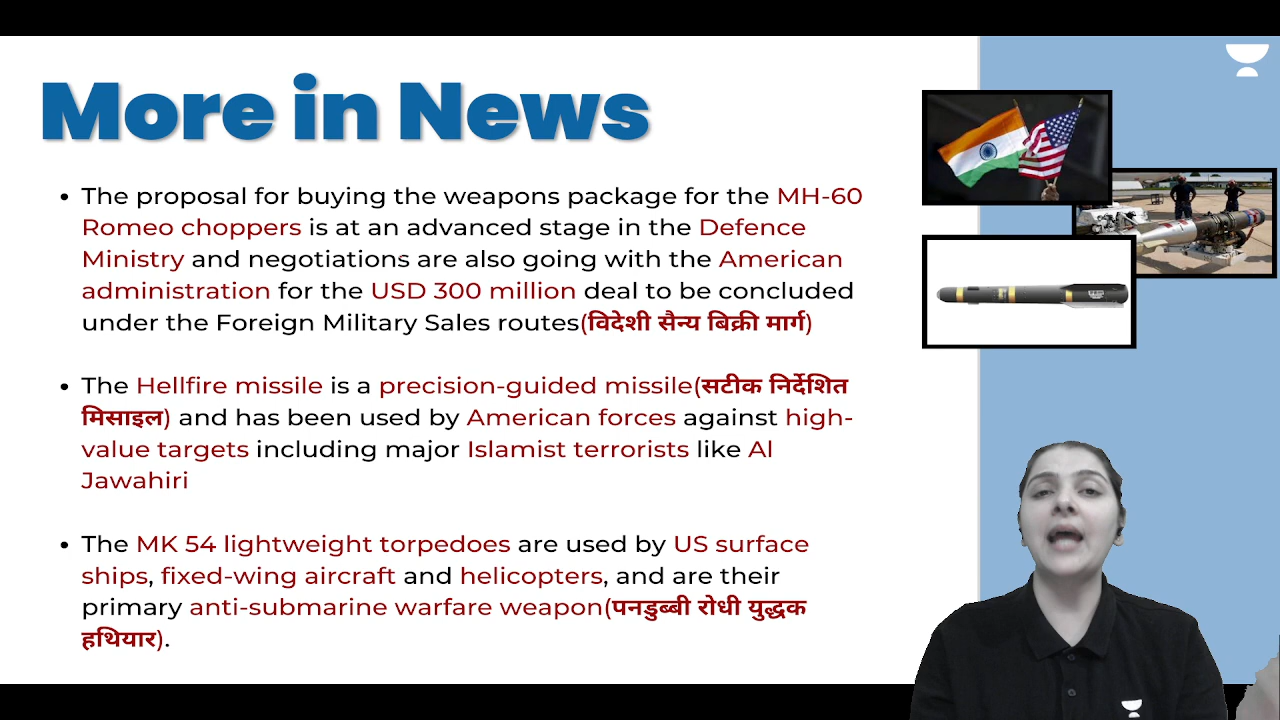 More in News
• The proposal for buying the weapons package for the MH-60
Romeo choppers is at an advanced stage in the Defence
Ministry and negotiations are also going with the American
administration for the USD 300 million deal to be concluded
under the Foreign Military Sales routes(विदेशी सैन्य बिक्री मार्ग)
• The Hellfire missile is a precision-guided missile(सटीक निर्देशित
मिसाइल) and has been used by American forces against high-
value targets including major Islamist terrorists like Al
Jawahiri
• The MK 54 lightweight torpedoes are used by US surface
ships, fixed-wing aircraft and helicopters, and are their
primary anti-submarine warfare weapon(पनडुब्बी रोधी युद्धक
हथियार).